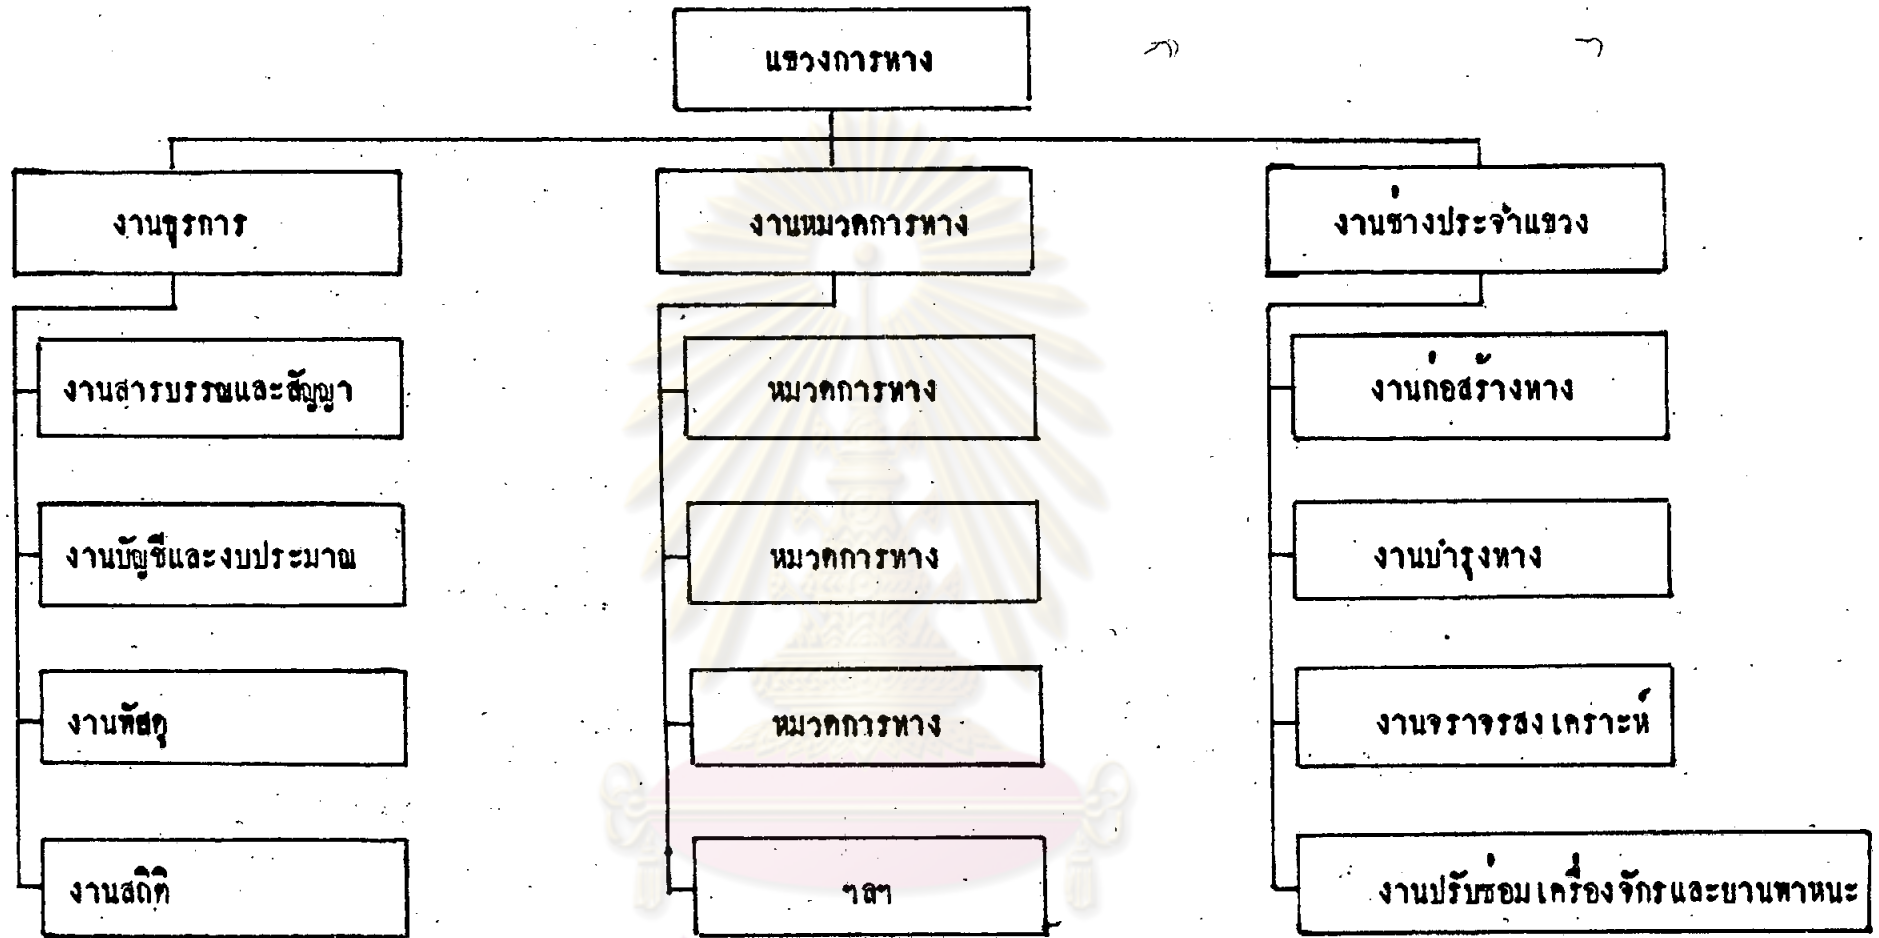 แขวงการทาง
งานธุรการ
งานหมวดการทาง
งานช่างประจำแขวง
งานสารบรรณและสัญญา
หมวดการทาง
งานก่อสร้างทาง
งานบัญชีและงบประมาณ
หมวดการทาง
งานบำรุงทาง
งานพัสดุ
หมวดการทาง
งานจราจรสงเคราะห์
งานสถิติ
ฯลฯ
งานปรับซ่อมเครื่องจักรและยานพาหนะ